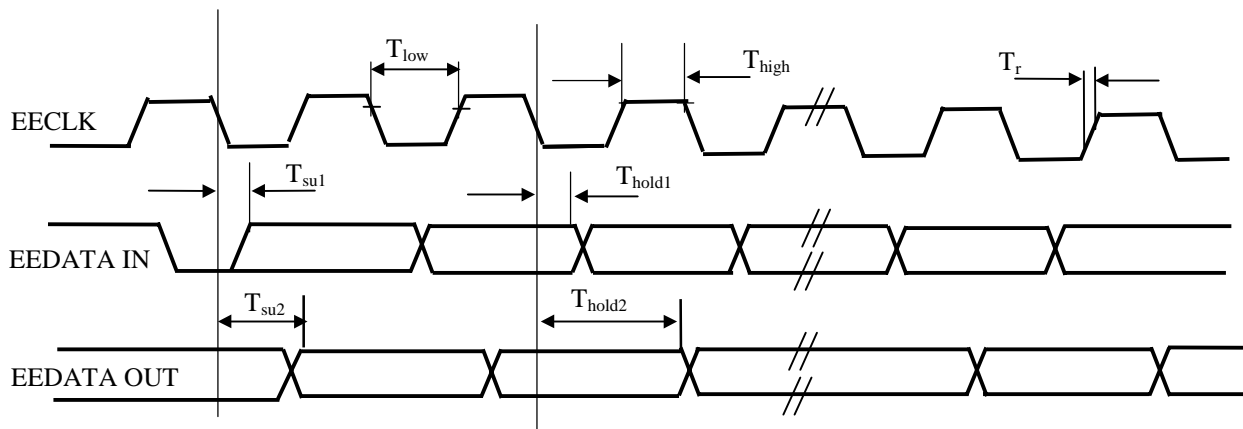 T_low
T_high
T_r
EECLK
T_su1
T_hold1
EEDATA IN
T_su2
T_hold2
EEDATA OUT